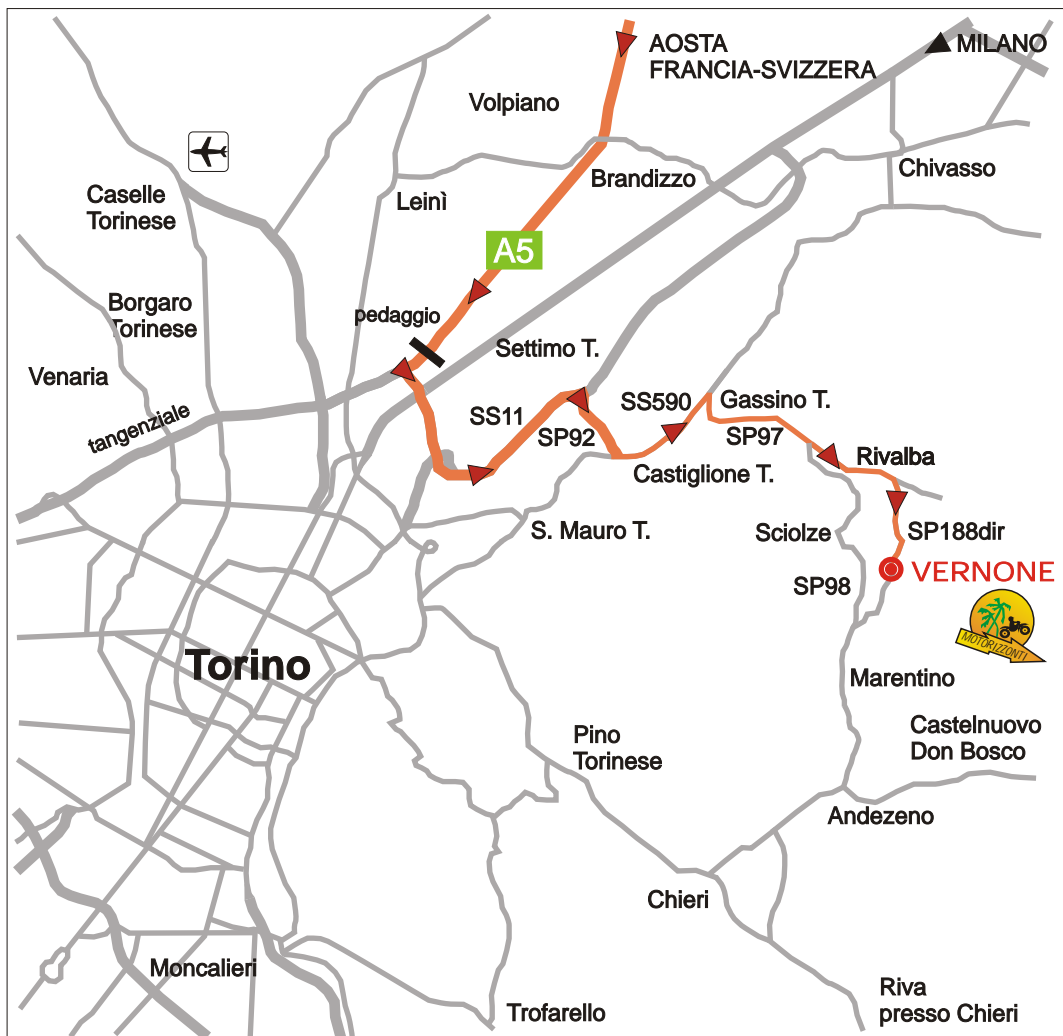 AOSTA
FRANCIA-SVIZZERA
MILANO
Volpiano
Brandizzo
Chivasso
Caselle
Torinese
Leinì
A5
Borgaro
Torinese
pedaggio
Settimo T.
Venaria
tangenziale
SS11
SS590
Gassino T.
SP92
SP97
Castiglione T.
Rivalba
S. Mauro T.
Sciolze
SP188dir
SP98
VERNONE
MOTORIZZONTI
Torino
Marentino
Pino
Torinese
Castelnuovo
Don Bosco
Andezeno
Chieri
Moncalieri
Trofarello
Riva
presso Chieri